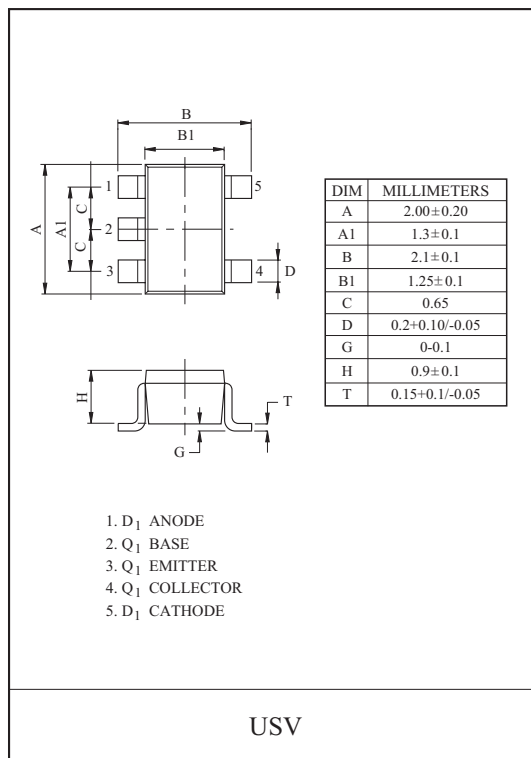 B
B1
1
5
A
A1
C
2
C
3
4
D
H
T
G
DIM MILLIMETERS
A 2.00±0.20
A1 1.3±0.1
B 2.1±0.1
B1 1.25±0.1
C 0.65
D 0.2+0.10/-0.05
G 0-0.1
H 0.9±0.1
T 0.15+0.1/-0.05
1. D1 ANODE
2. Q1 BASE
3. Q1 EMITTER
4. Q1 COLLECTOR
5. D1 CATHODE
USV